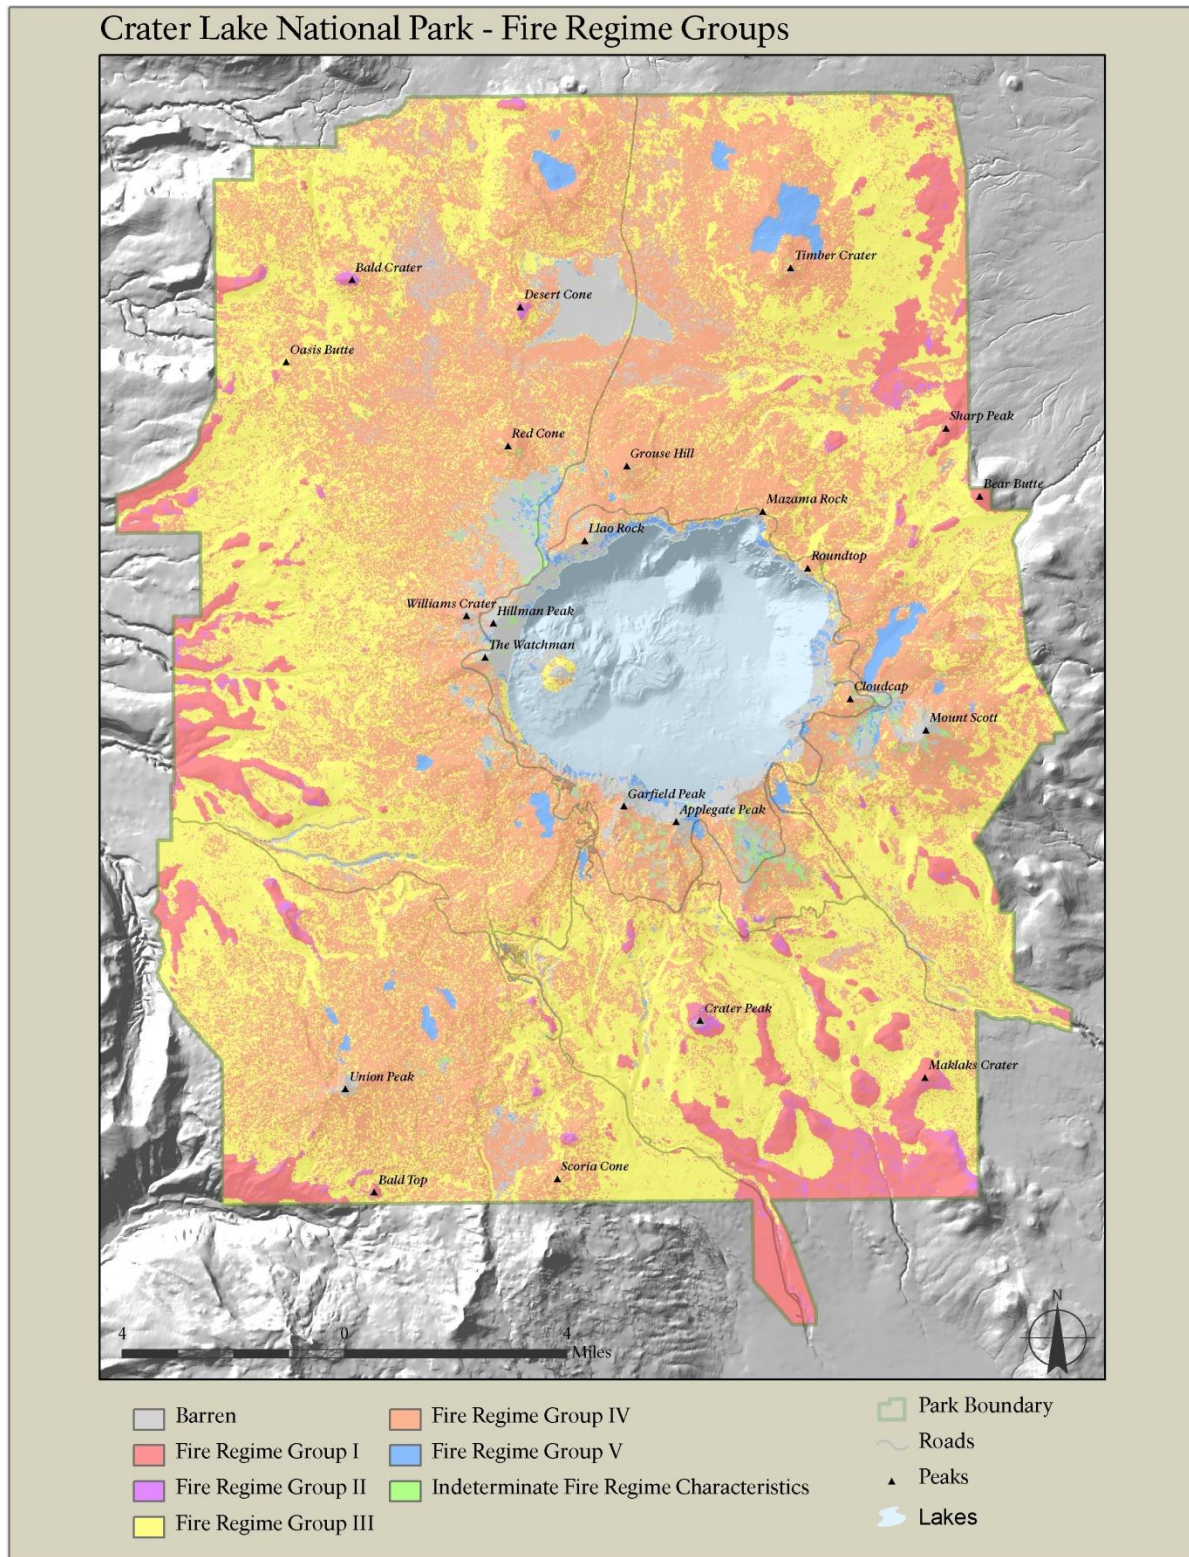 Crater Lake National Park - Fire Regime Groups
Timber Crater
Bald Crater
Desert Cone
Oasis Butte
Sharp Peak
Red Cone
Grouse Hill
Bear Butte
Mazama Rock
Llao Rock
Roundtop
Williams Crater
Hillman Peak
The Watchman
Cloudcap
Mount Scott
Garfield Peak
Applegate Peak
Crater Peak
Maklaks Crater
Union Peak
Scoria Cone
Bald Top
N
4 0 4
Miles
Barren
Fire Regime Group I
Fire Regime Group II
Fire Regime Group III
Fire Regime Group IV
Fire Regime Group V
Indeterminate Fire Regime Characteristics
Park Boundary
Roads
Peaks
Lakes